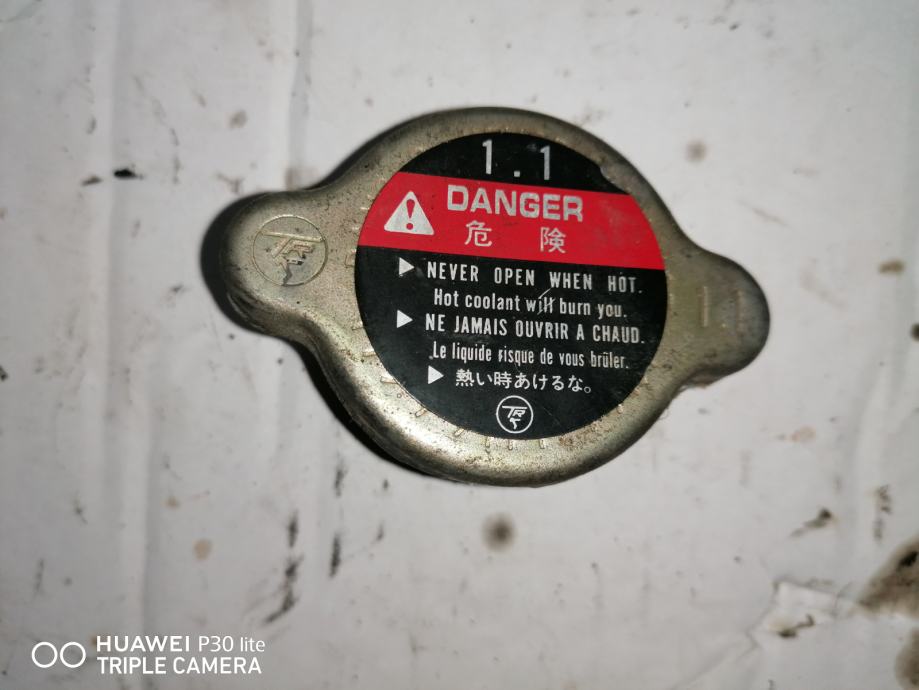 1.1
DANGER
危 険
NEVER OPEN WHEN HOT.
Hot coolant will burn you.
NE JAMAIS OUVRIR A CHAUD.
Le liquide risque de vous brûler.
熱い時あけるな。
HUAWEI P30 lite
TRIPLE CAMERA